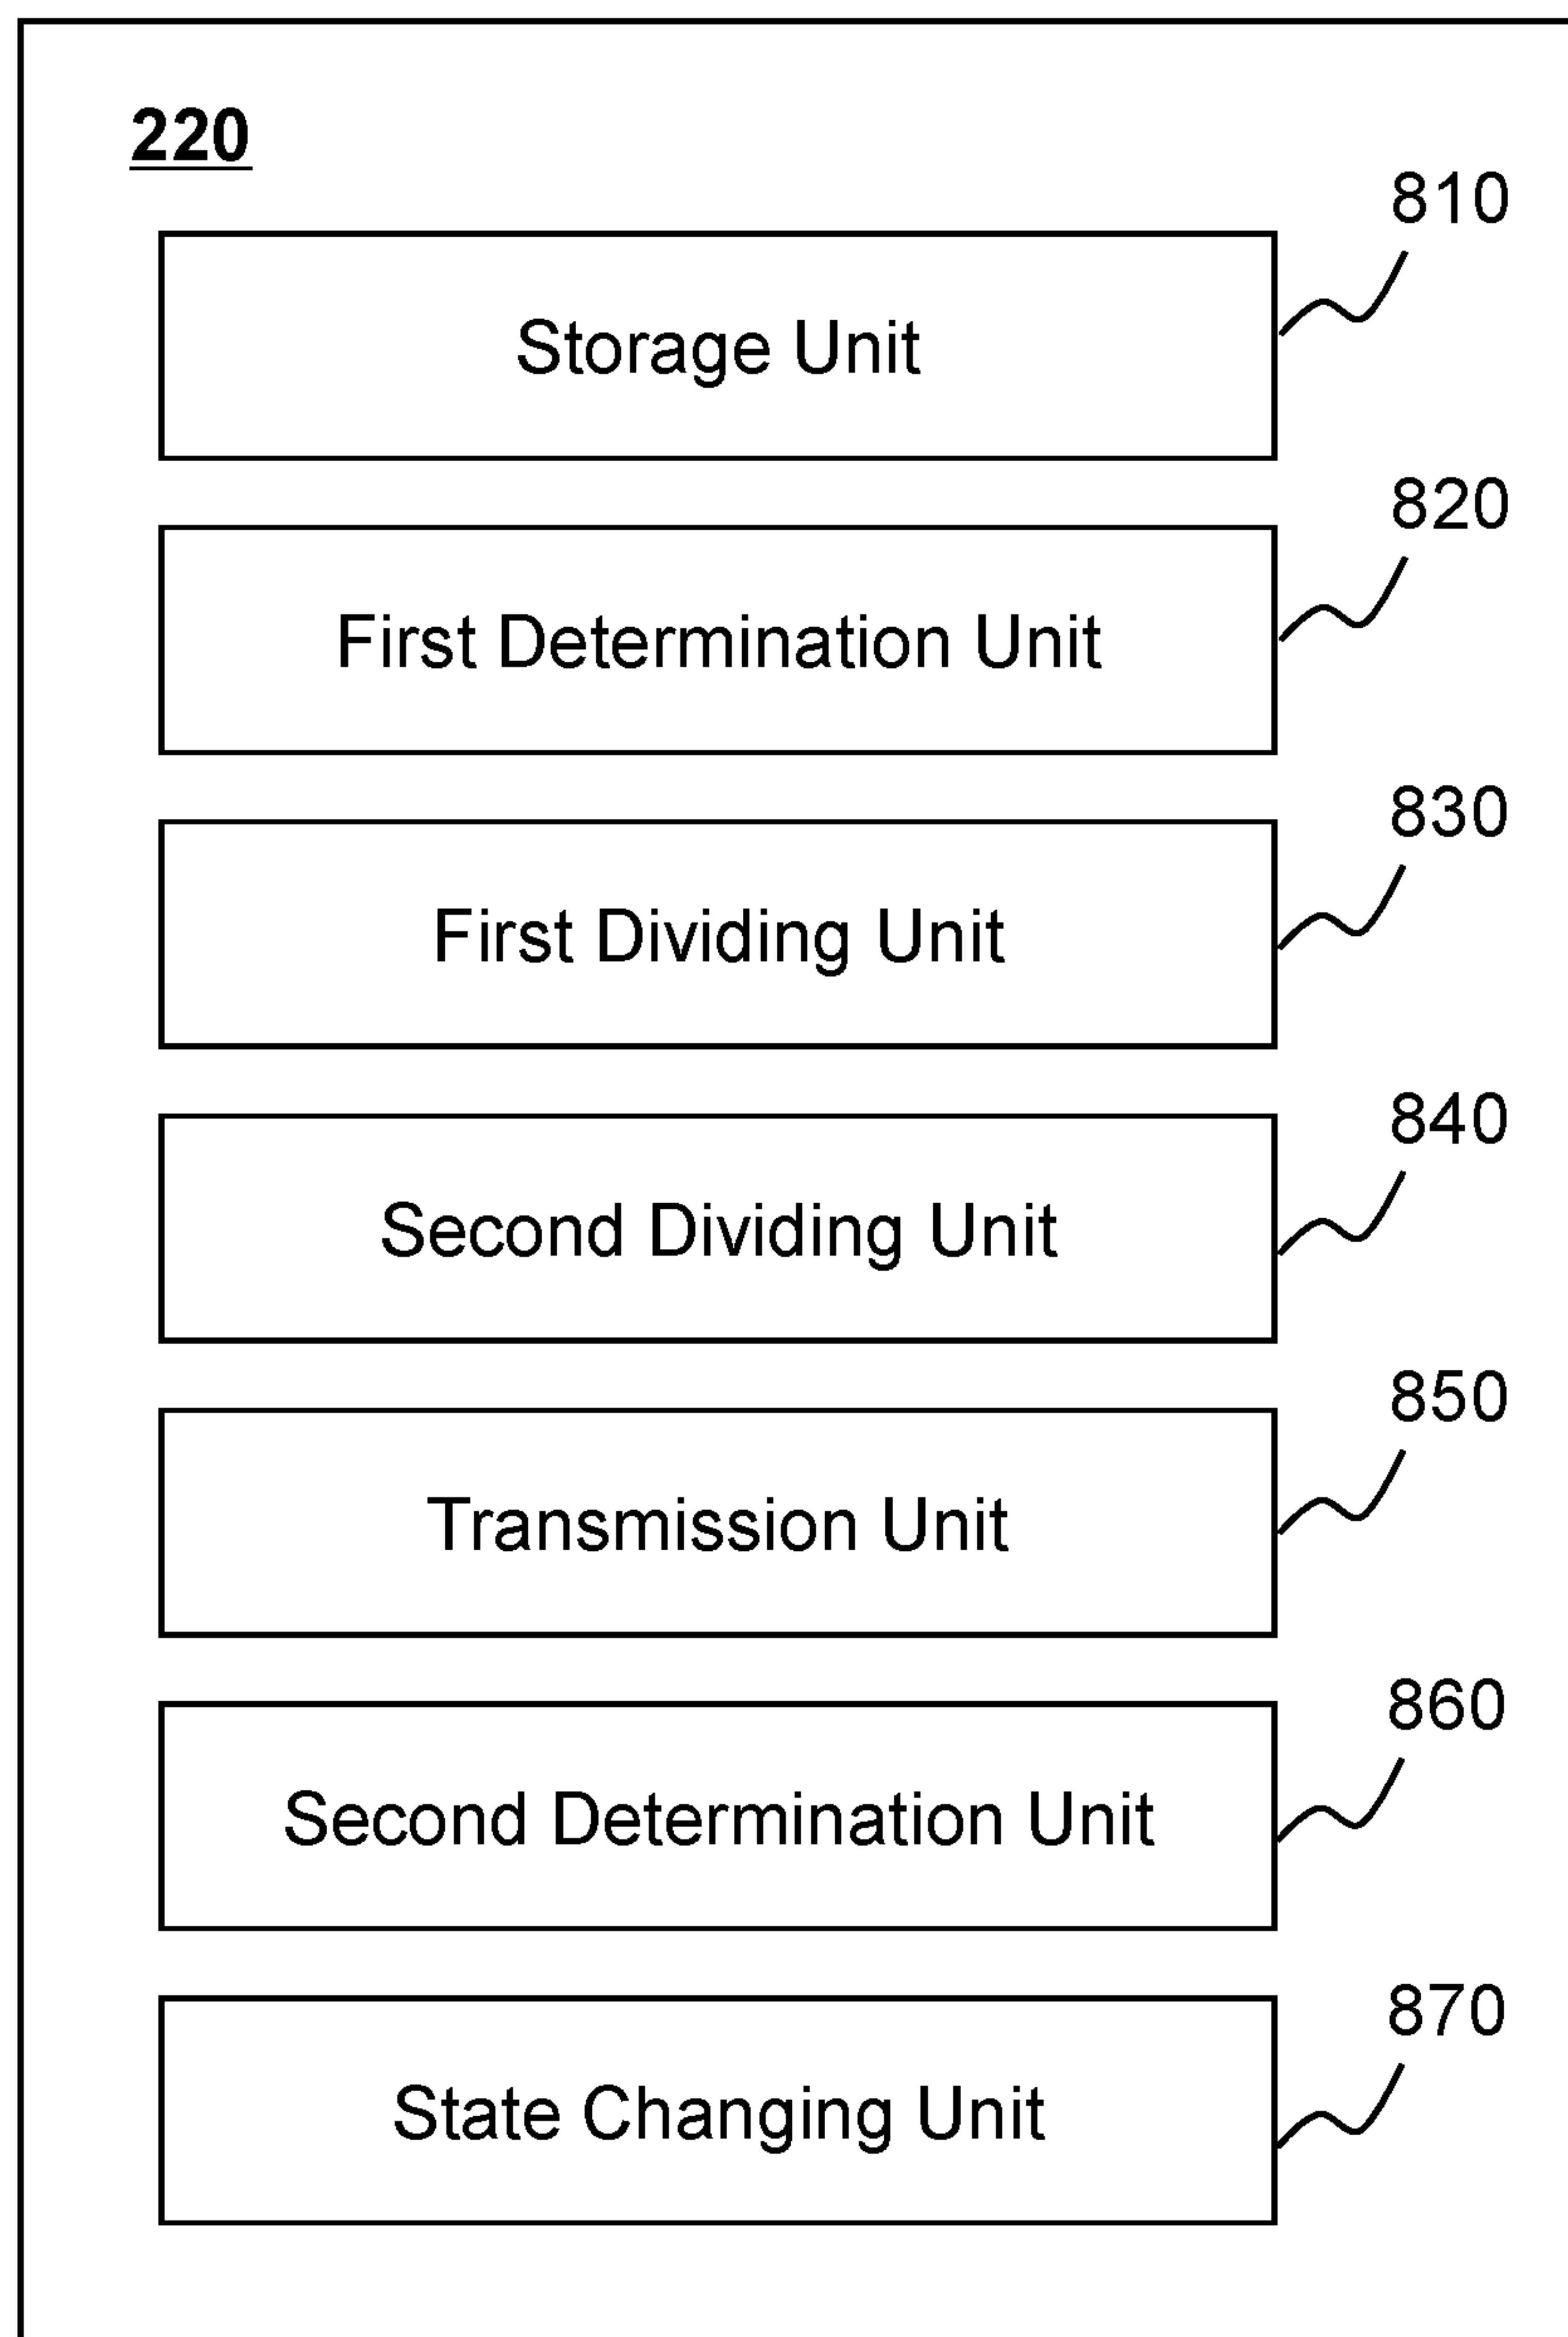 220
810
Storage Unit
820
First Determination Unit
830
First Dividing Unit
840
Second Dividing Unit
850
Transmission Unit
860
Second Determination Unit
870
State Changing Unit